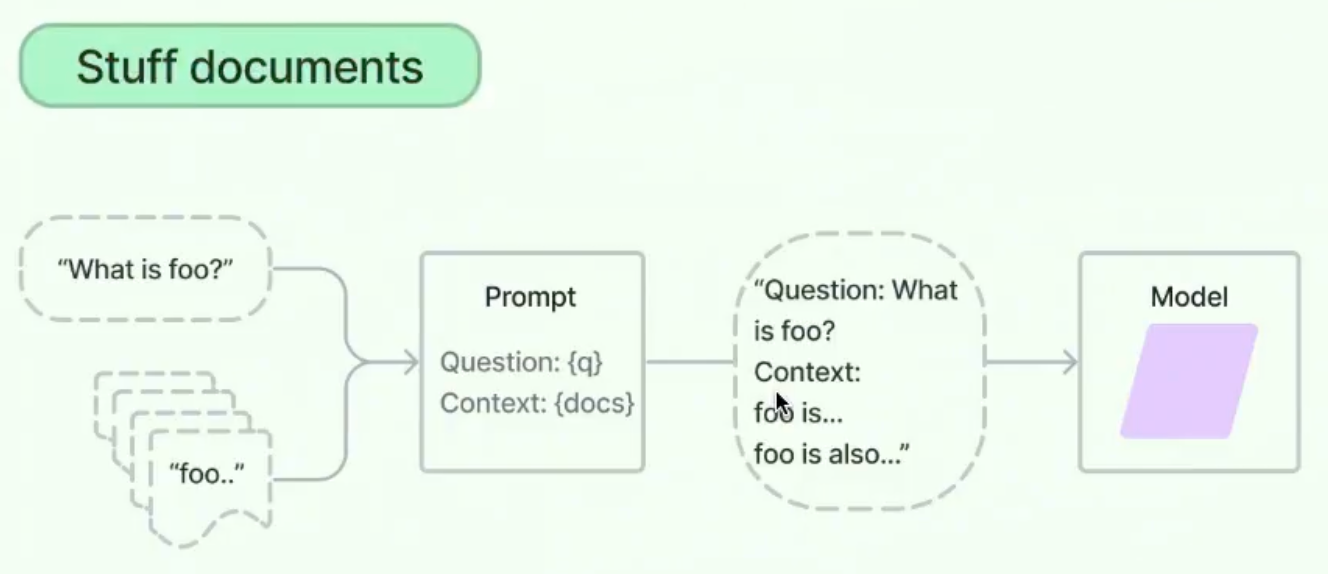 Stuff documents
“What is foo?”
“foo..”
Prompt
Question: {q}
Context: {docs}
“Question: What
is foo?
Context:
foo is...
foo is also...”
Model